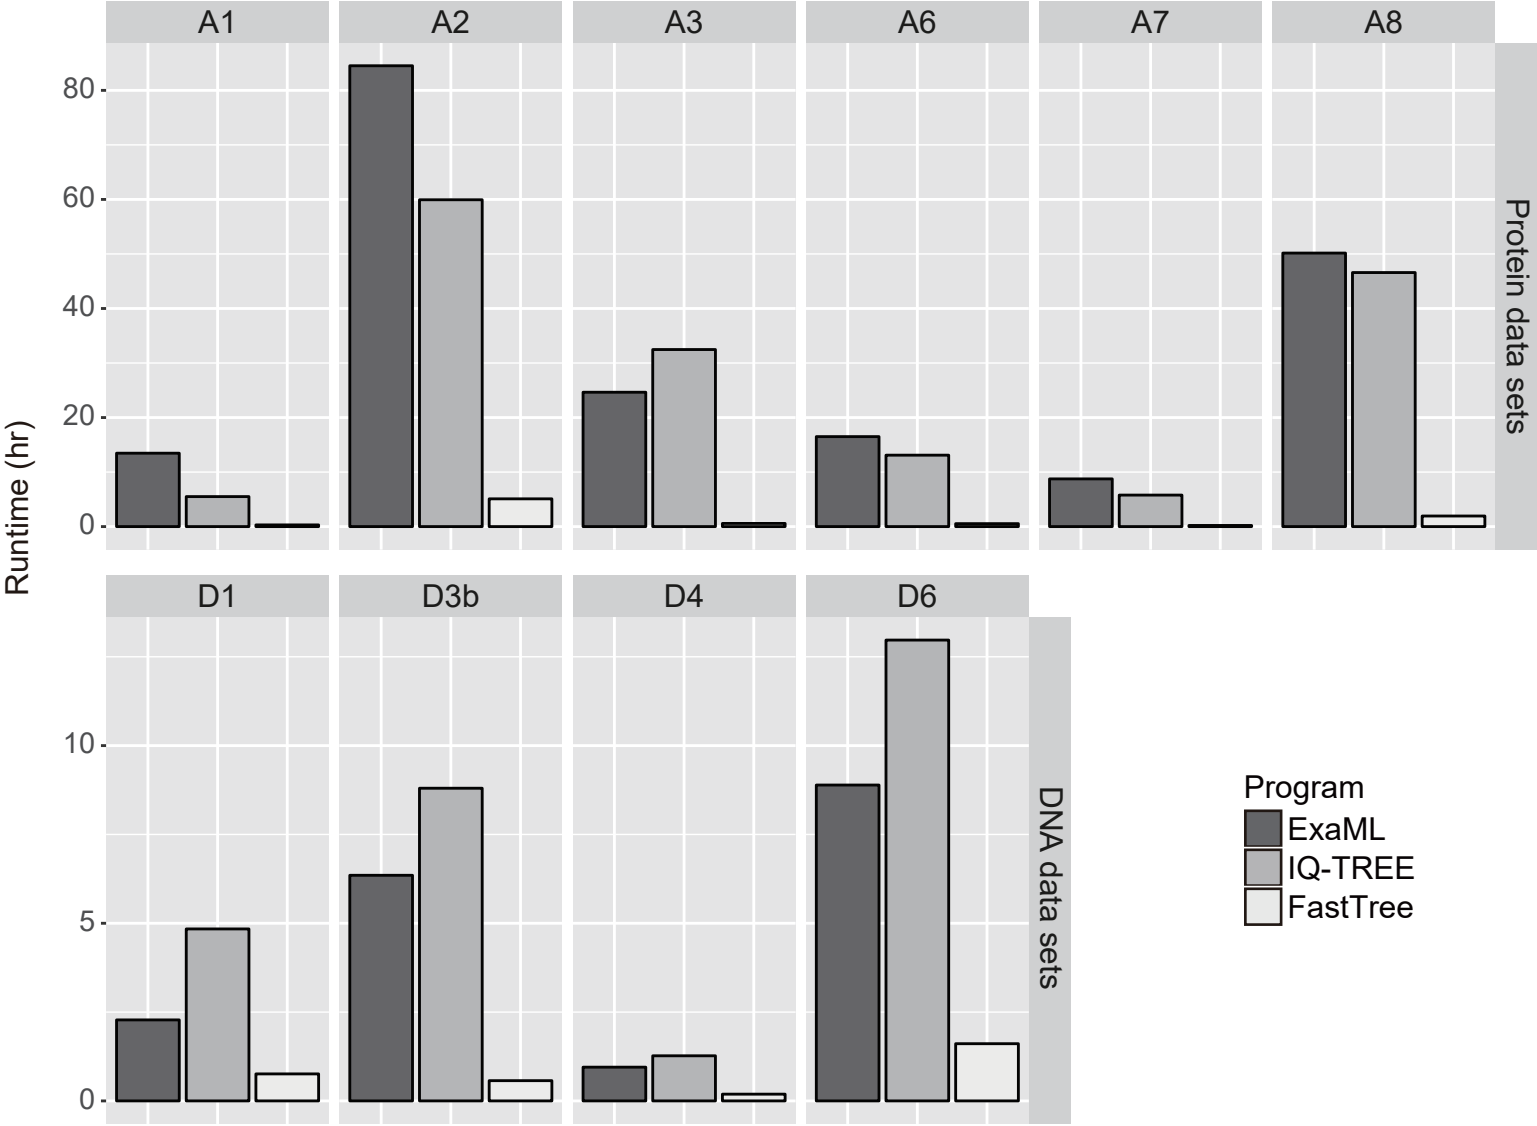 A1 A2 A3 A6 A7 A8
80
60
40
20
0
Protein data sets
Runtime (hr)
D1 D3b D4 D6
10
5
0
DNA data sets
Program
ExaML
IQ-TREE
FastTree